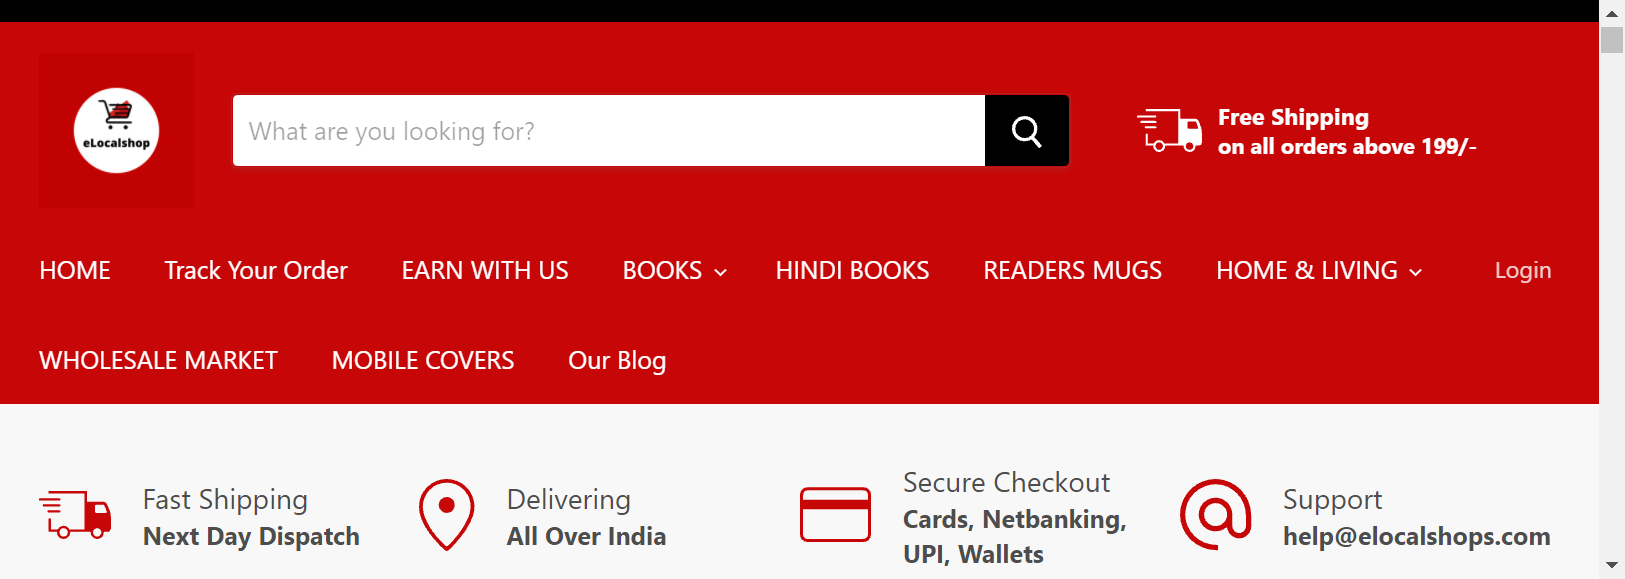 eLocalshop
What are you looking for?
Free Shipping
on all orders above 199/-
HOME Track Your Order EARN WITH US BOOKS HINDI BOOKS READERS MUGS HOME & LIVING Login
WHOLESALE MARKET MOBILE COVERS Our Blog
Fast Shipping
Next Day Dispatch
Delivering
All Over India
Secure Checkout
Cards, Netbanking,
UPI, Wallets
Support
help@elocalshops.com